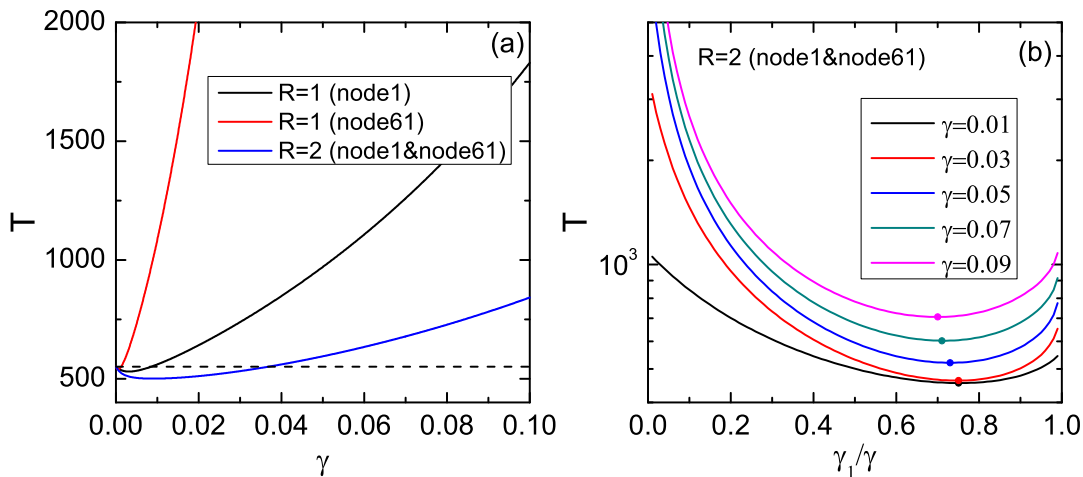 2000
1500
1000
500
T
(a)
R=1 (node1)
R=1 (node61)
R=2 (node1&node61)
0.00 0.02 0.04 0.06 0.08 0.10
γ
T
10³
(b)
R=2 (node1&node61)
γ=0.01
γ=0.03
γ=0.05
γ=0.07
γ=0.09
0.0 0.2 0.4 0.6 0.8 1.0
γ₁/γ